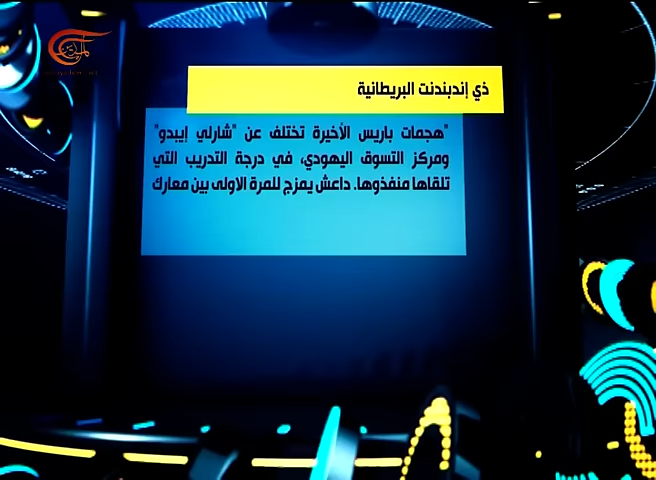 الميادين
ذي إندبندنت البريطانية
"هجمات باريس الأخيرة تختلف عن "شارلي إيبدو"
ومركز التسوق اليهودي، في درجة التدريب التي
تلقاها منفذوها. داعش يمزج للمرة الاولى بين معارك